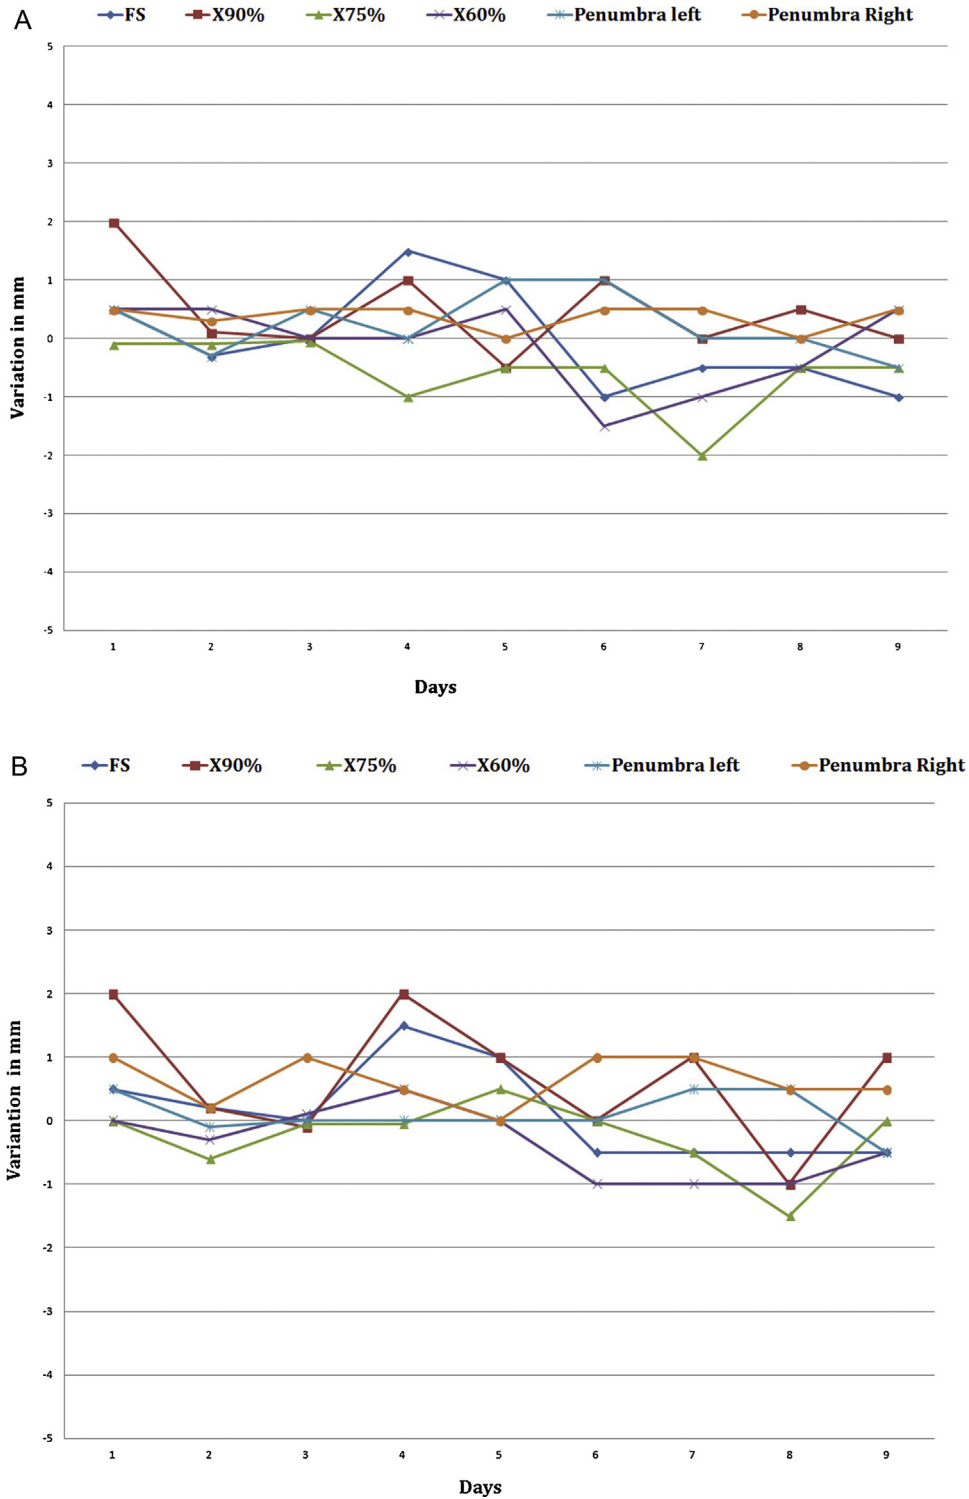 A
FS X90% X75% X60% Penumbra left Penumbra Right
5
4
3
2
1
0
-1
-2
-3
-4
-5
Variation in mm
1 2 3 4 5 6 7 8 9
Days
B
FS X90% X75% X60% Penumbra left Penumbra Right
5
4
3
2
1
0
-1
-2
-3
-4
-5
Variantion in mm
1 2 3 4 5 6 7 8 9
Days